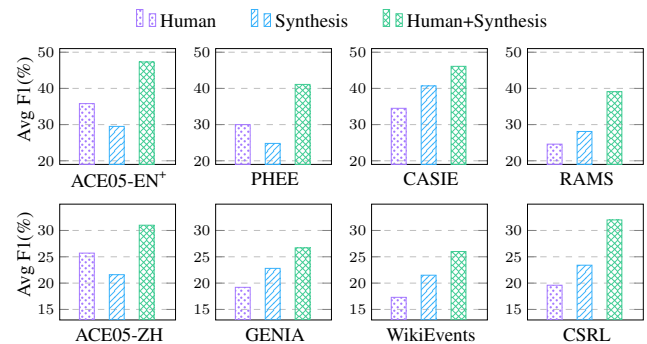 Human Synthesis Human+Synthesis
Avg F1(%)
50 50 50 50
40 40 40 40
30 30 30 30
20 20 20 20
ACE05-EN+ PHEE CASIE RAMS
Avg F1(%)
30 30 30 30
25 25 25 25
20 20 20 20
15 15 15 15
ACE05-ZH GENIA WikiEvents CSRL